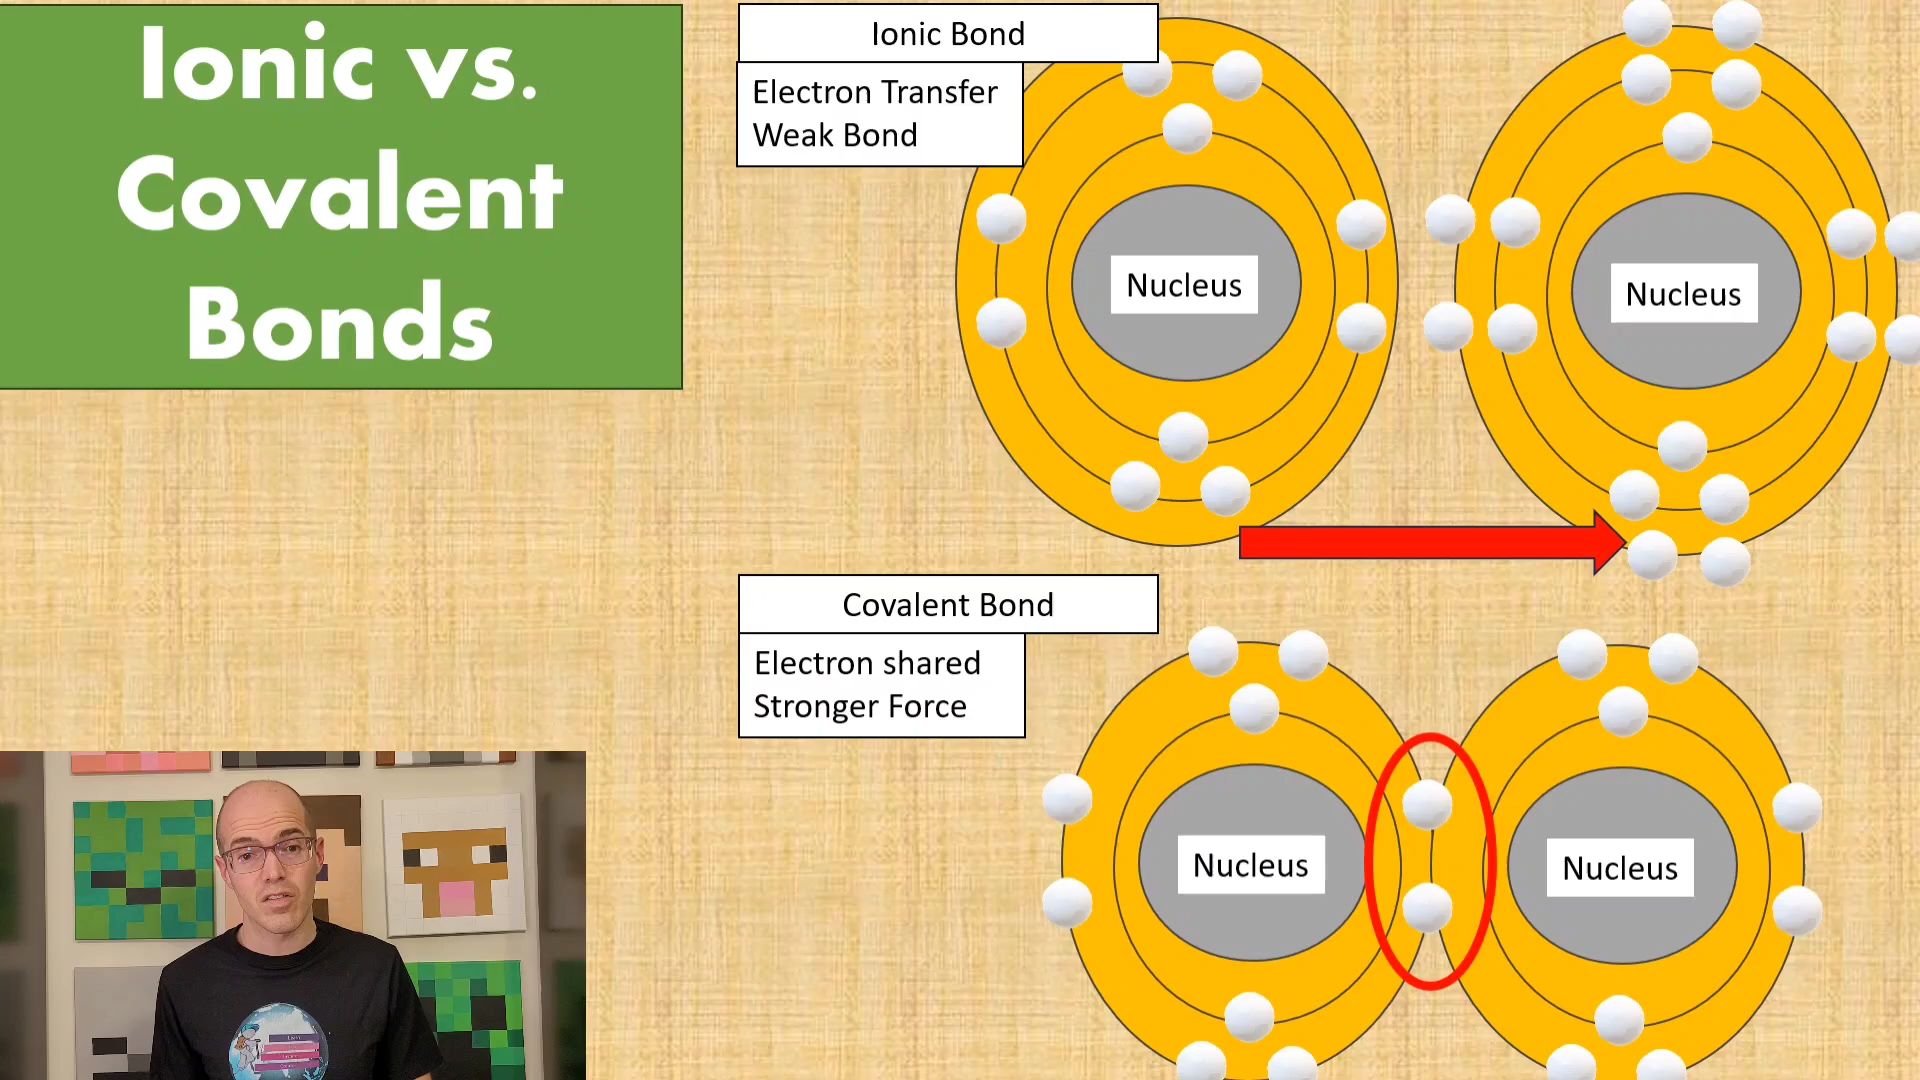 Ionic vs.
Covalent
Bonds
Ionic Bond
Electron Transfer
Weak Bond
Nucleus
Nucleus
Covalent Bond
Electron shared
Stronger Force
Nucleus
Nucleus